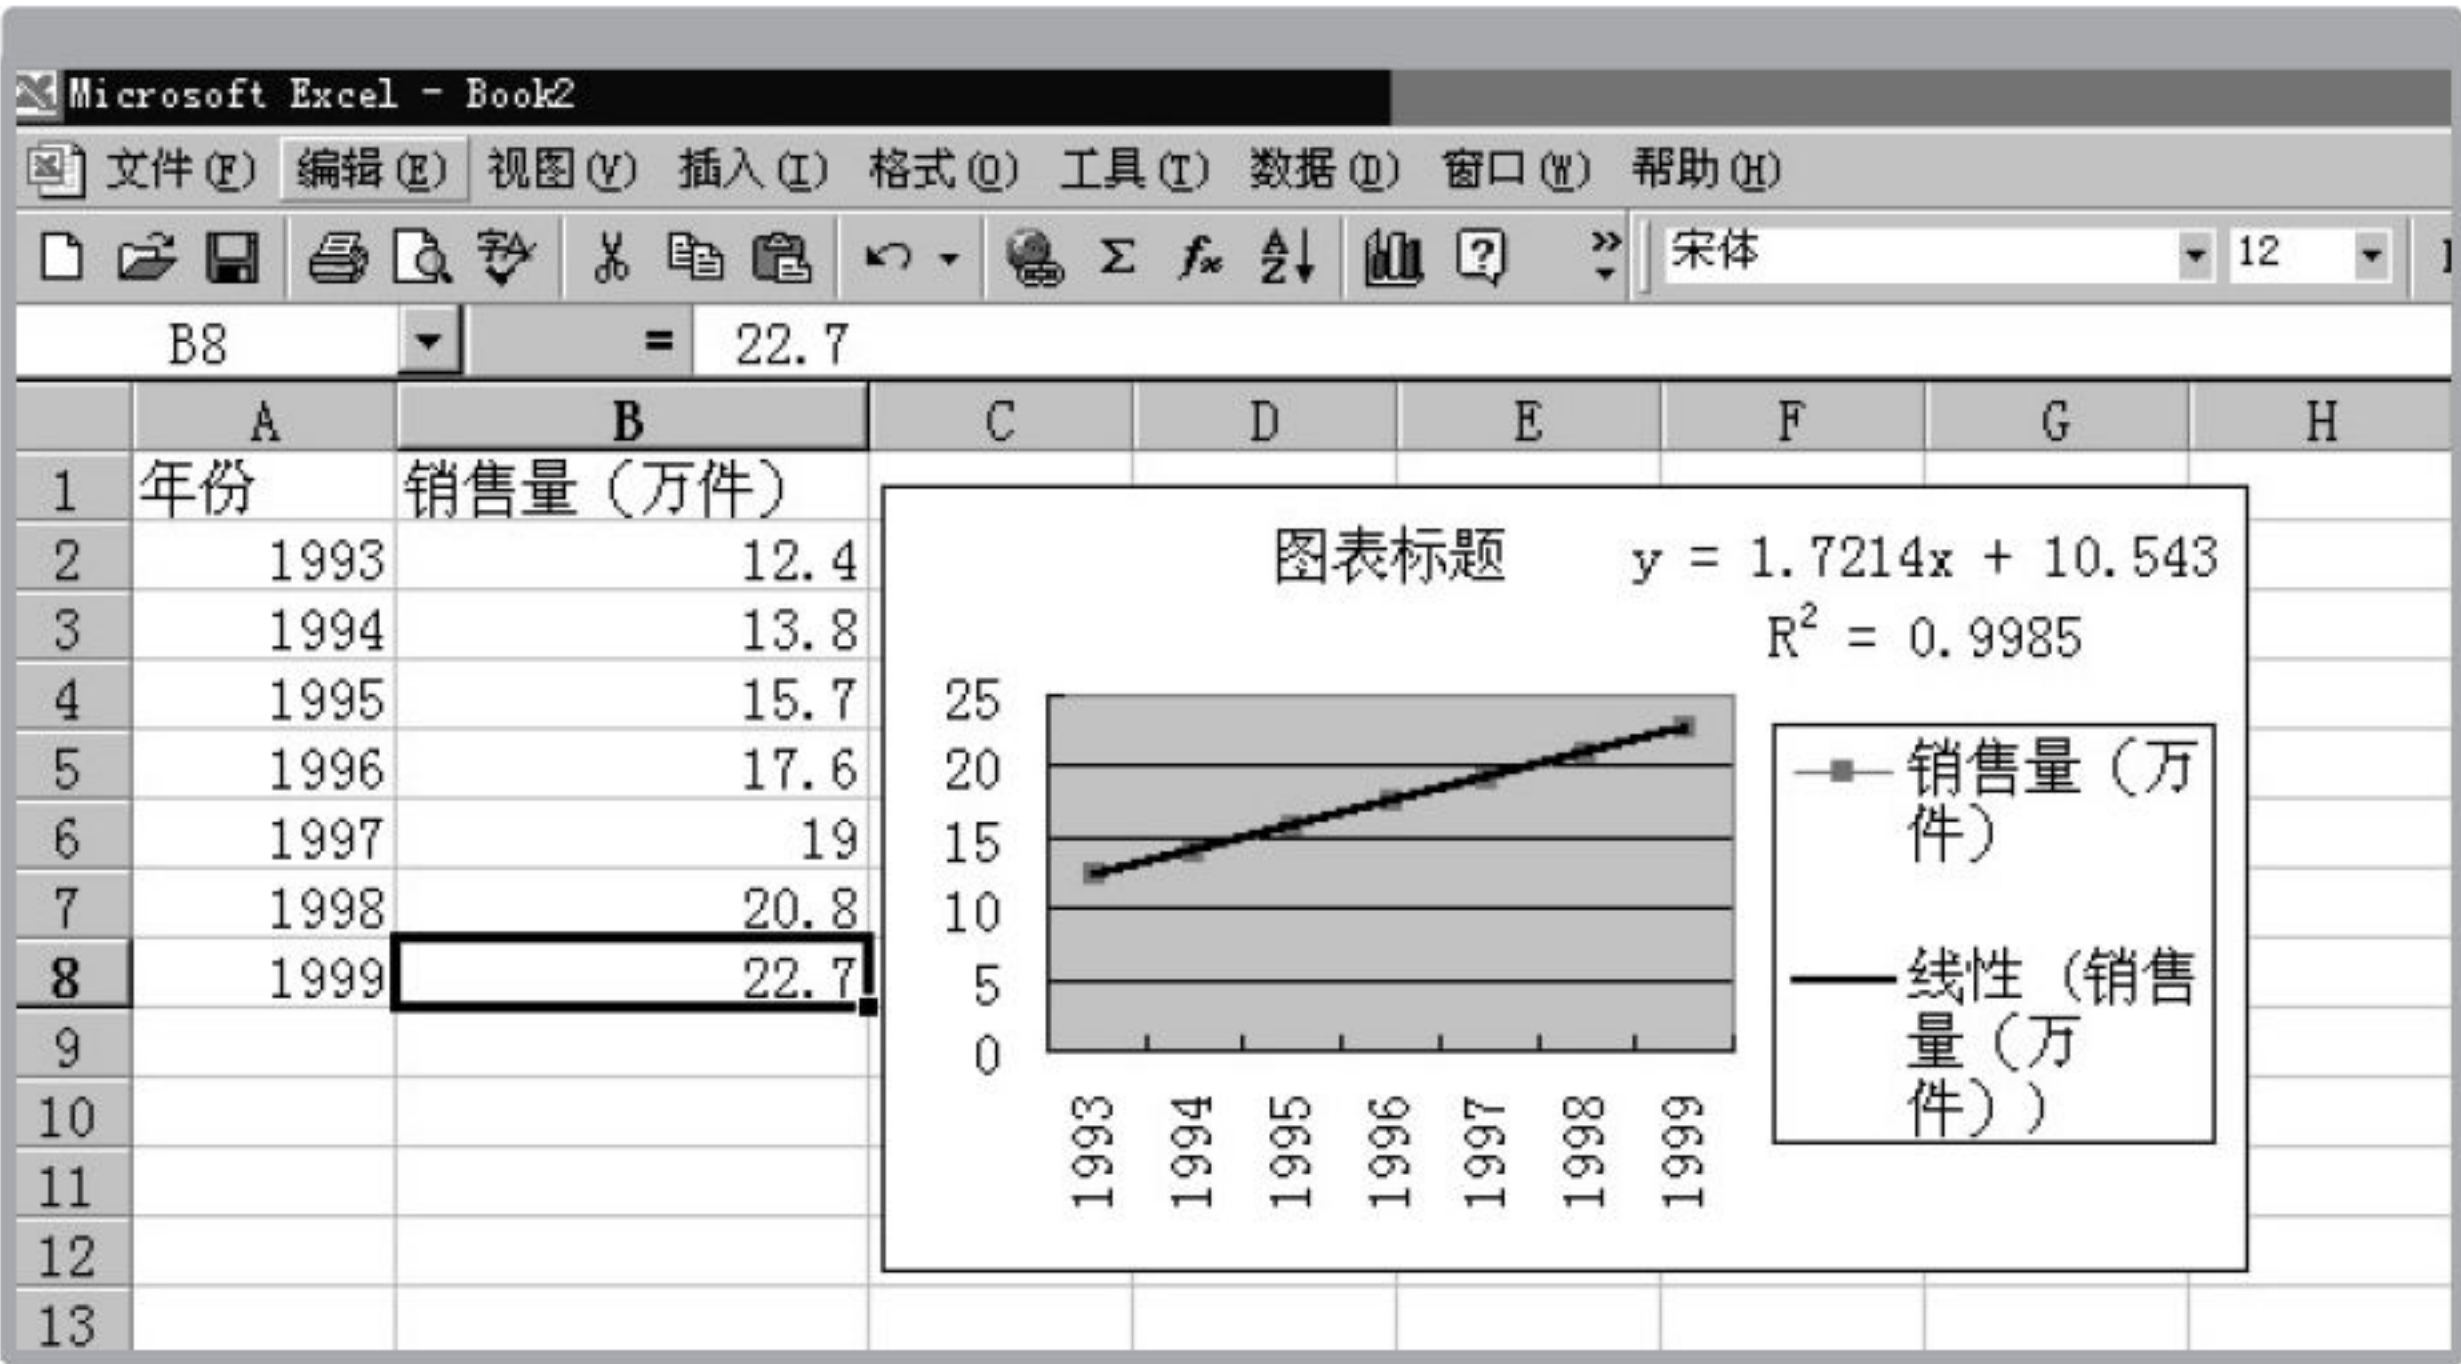 Microsoft Excel - Book2
文件(F) 编辑(E) 视图(V) 插入(I) 格式(O) 工具(T) 数据(D) 窗口(W) 帮助(H)
宋体 12
B8 = 22.7
A B C D E F G H
1 年份 销售量（万件）
2 1993 12.4
3 1994 13.8
4 1995 15.7
5 1996 17.6
6 1997 19
7 1998 20.8
8 1999 22.7
9
10
11
12
13
图表标题 y = 1.7214x + 10.543
R² = 0.9985
25
20
15
10
5
0
1993 1994 1995 1996 1997 1998 1999
销售量（万
件）
线性（销售
量（万
件））